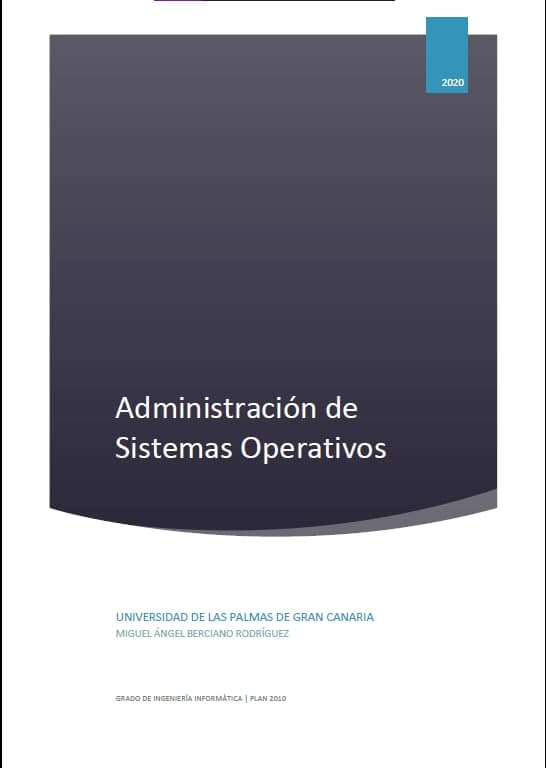 2020
Administración de
Sistemas Operativos
UNIVERSIDAD DE LAS PALMAS DE GRAN CANARIA
MIGUEL ÁNGEL BERCIANO RODRÍGUEZ
GRADO DE INGENIERÍA INFORMÁTICA | PLAN 2010